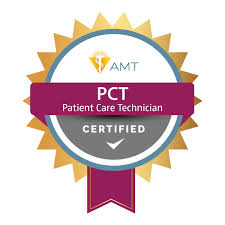 AMT
PCT
Patient Care Technician
CERTIFIED